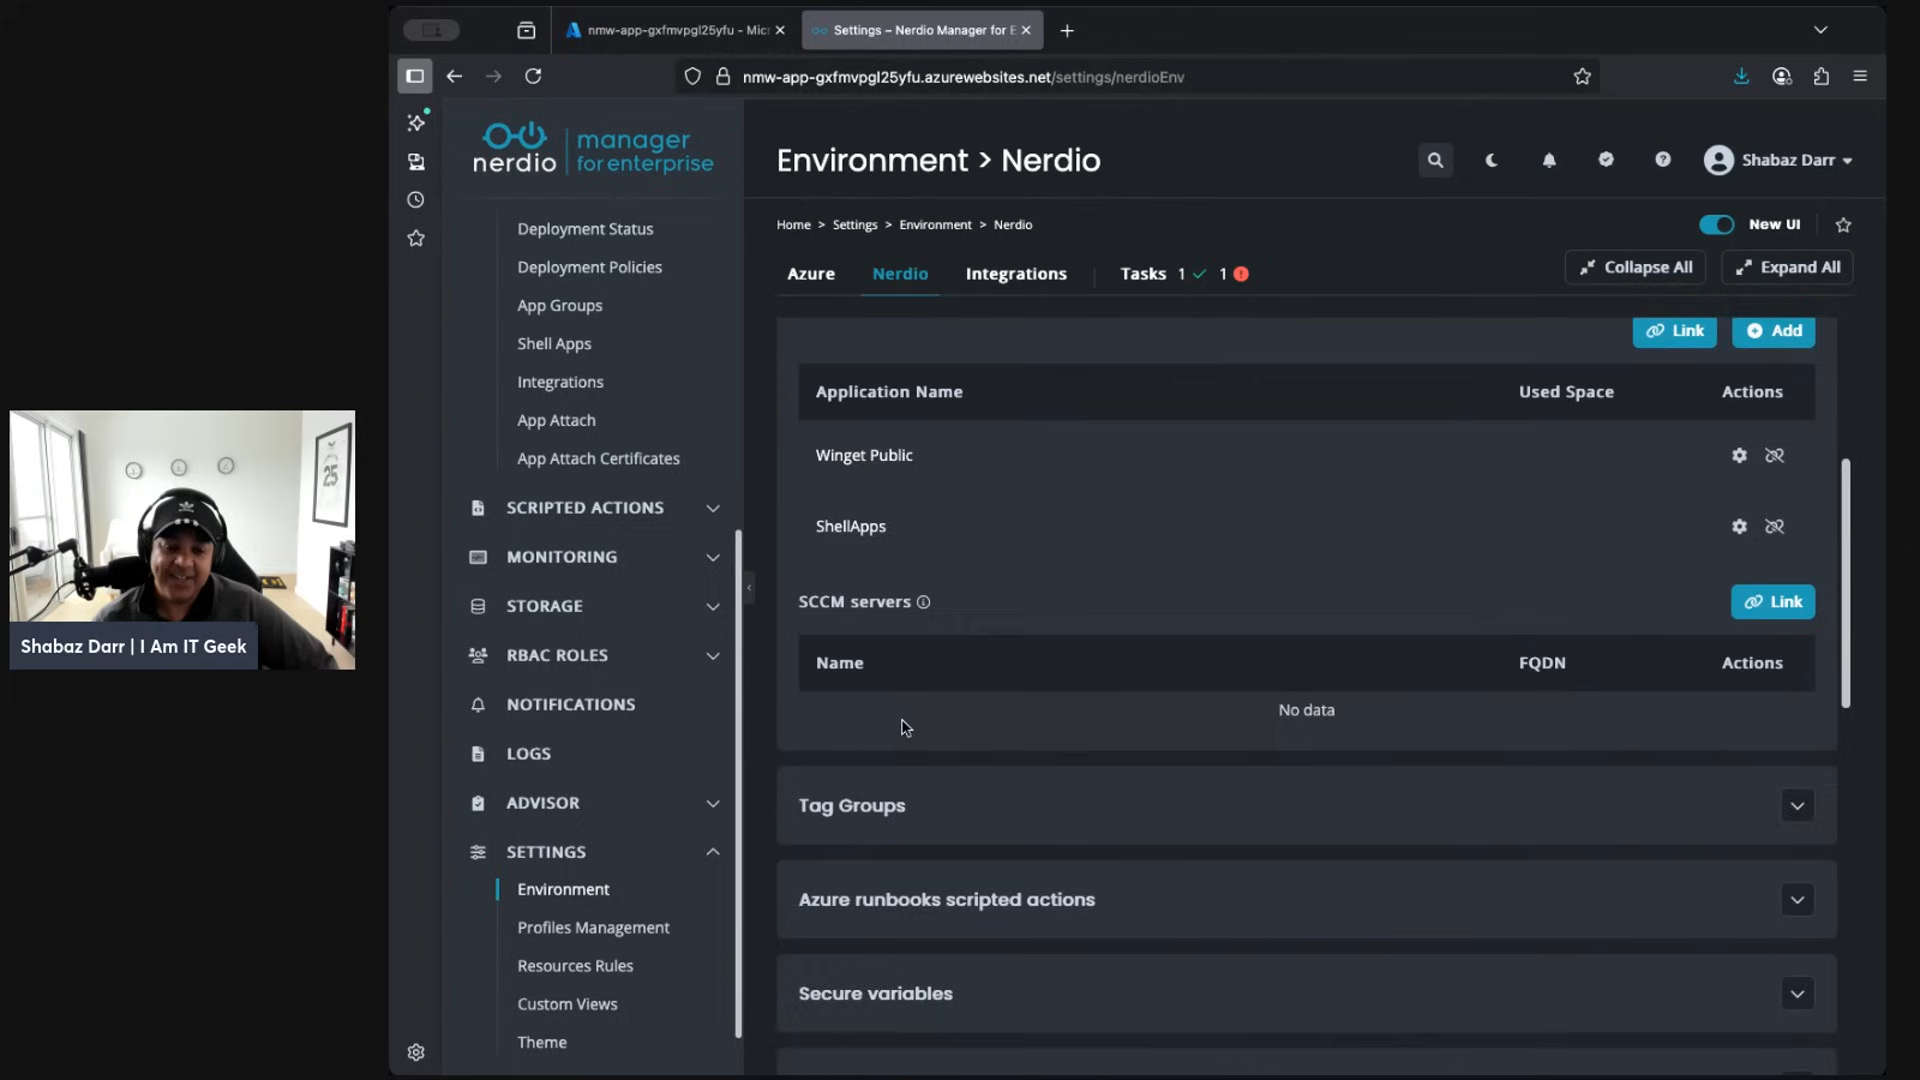 nmw-app-gxfmvpgl25yfu - Mic
Settings – Nerdio Manager for E
nmw-app-gxfmvpgl25yfu.azurewebsites.net/settings/nerdioEnv
nerdio
manager
for enterprise
Environment > Nerdio
Shabaz Darr
Home > Settings > Environment > Nerdio
New UI
Azure
Nerdio
Integrations
Tasks 1 1
Collapse All
Expand All
Deployment Status
Deployment Policies
App Groups
Shell Apps
Integrations
App Attach
App Attach Certificates
SCRIPTED ACTIONS
MONITORING
STORAGE
RBAC ROLES
NOTIFICATIONS
LOGS
ADVISOR
SETTINGS
Environment
Profiles Management
Resources Rules
Custom Views
Theme
Link
Add
Application Name Used Space Actions
Winget Public
ShellApps
SCCM servers
Link
Name FQDN Actions
No data
Tag Groups
Azure runbooks scripted actions
Secure variables
25
Shabaz Darr | I Am IT Geek